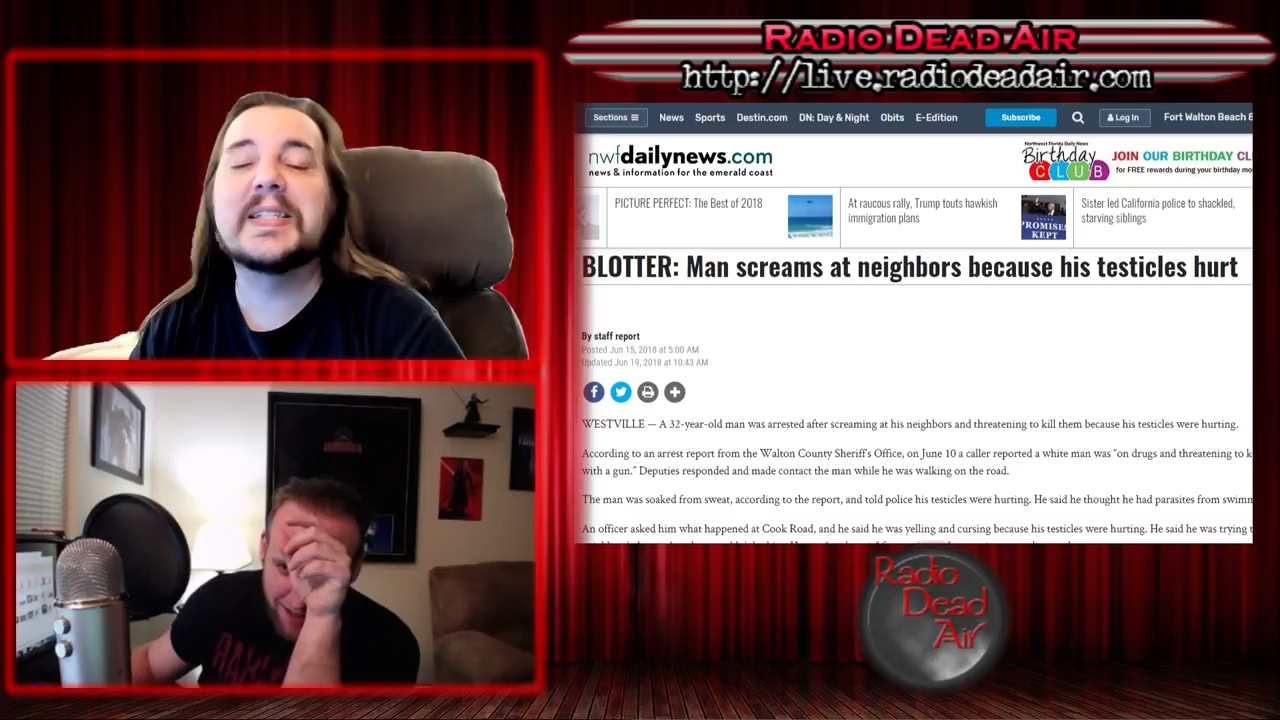 RADIO DEAD AIR
http://live.radiodeadair.com
Sections
News
Sports
Destin.com
DN: Day & Night
Obits
E-Edition
Subscribe
Log In
Fort Walton Beach
nwfdailynews.com
news & information for the emerald coast
Northwest Florida Daily News
Birthday
CLUB
JOIN OUR BIRTHDAY CL
for FREE rewards during your birthday mo
PICTURE PERFECT: The Best of 2018
At raucous rally, Trump touts hawkish
immigration plans
PROMISES
KEPT
Sister led California police to shackled,
starving siblings
BLOTTER: Man screams at neighbors because his testicles hurt
By staff report
Posted Jun 15, 2018 at 5:00 AM
Updated Jun 19, 2018 at 10:43 AM
WESTVILLE — A 32-year-old man was arrested after screaming at his neighbors and threatening to kill them because his testicles were hurting.
According to an arrest report from the Walton County Sheriff's Office, on June 10 a caller reported a white man was "on drugs and threatening to k
with a gun." Deputies responded and made contact the man while he was walking on the road.
The man was soaked from sweat, according to the report, and told police his testicles were hurting. He said he thought he had parasites from swimm
An officer asked him what happened at Cook Road, and he said he was yelling and cursing because his testicles were hurting. He said he was trying t
Radio
Dead
Air